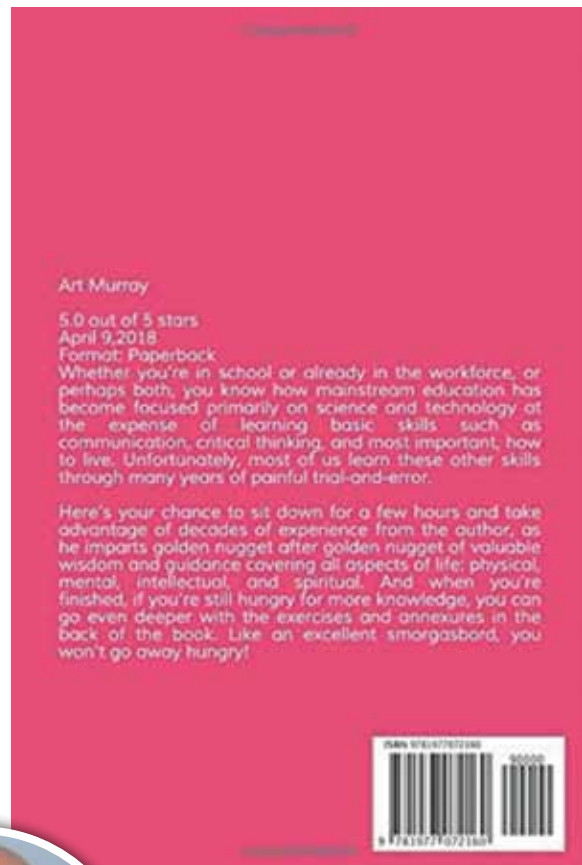 Art Murray
5.0 out of 5 stars
April 9,2018
Format: Paperback
Whether you're in school or already in the workforce, or
perhaps both, you know how mainstream education has
become focused primarily on science and technology at
the expense of learning basic skills such as
communication, critical thinking, and most important, how
to live. Unfortunately, most of us learn these other skills
through many years of painful trial-and-error.
Here's your chance to sit down for a few hours and take
advantage of decades of experience from the author, as
he imparts golden nugget after golden nugget of valuable
wisdom and guidance covering all aspects of life: physical,
mental, intellectual, and spiritual. And when you're
finished, if you're still hungry for more knowledge, you can
go even deeper with the exercises and annexures in the
back of the book. Like an excellent smorgasbord, you
won't go away hungry!
ISBN 9781977072160
90000
9 781977 072160